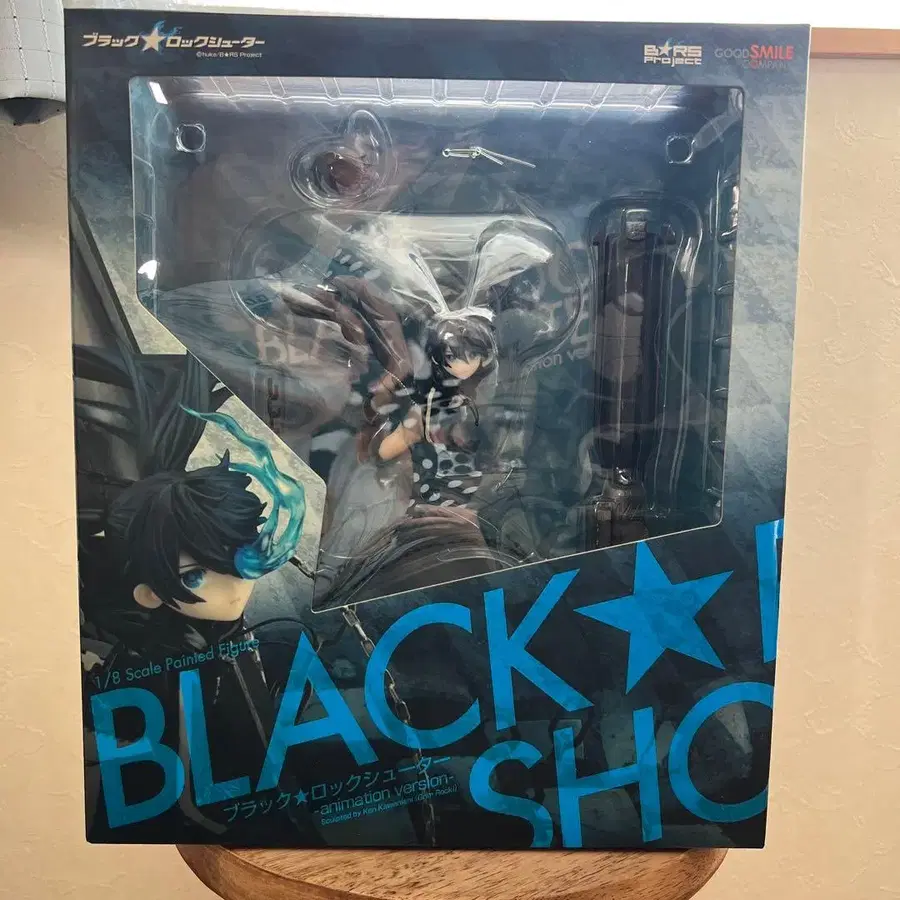 ブラック★ロックシューター
©huke/B★RS Project
B★RS
Project
GOOD SMILE
COMPANY
1/8 Scale Painted Figure
BLACK★
SHO
ブラック★ロックシューター
-animation version-